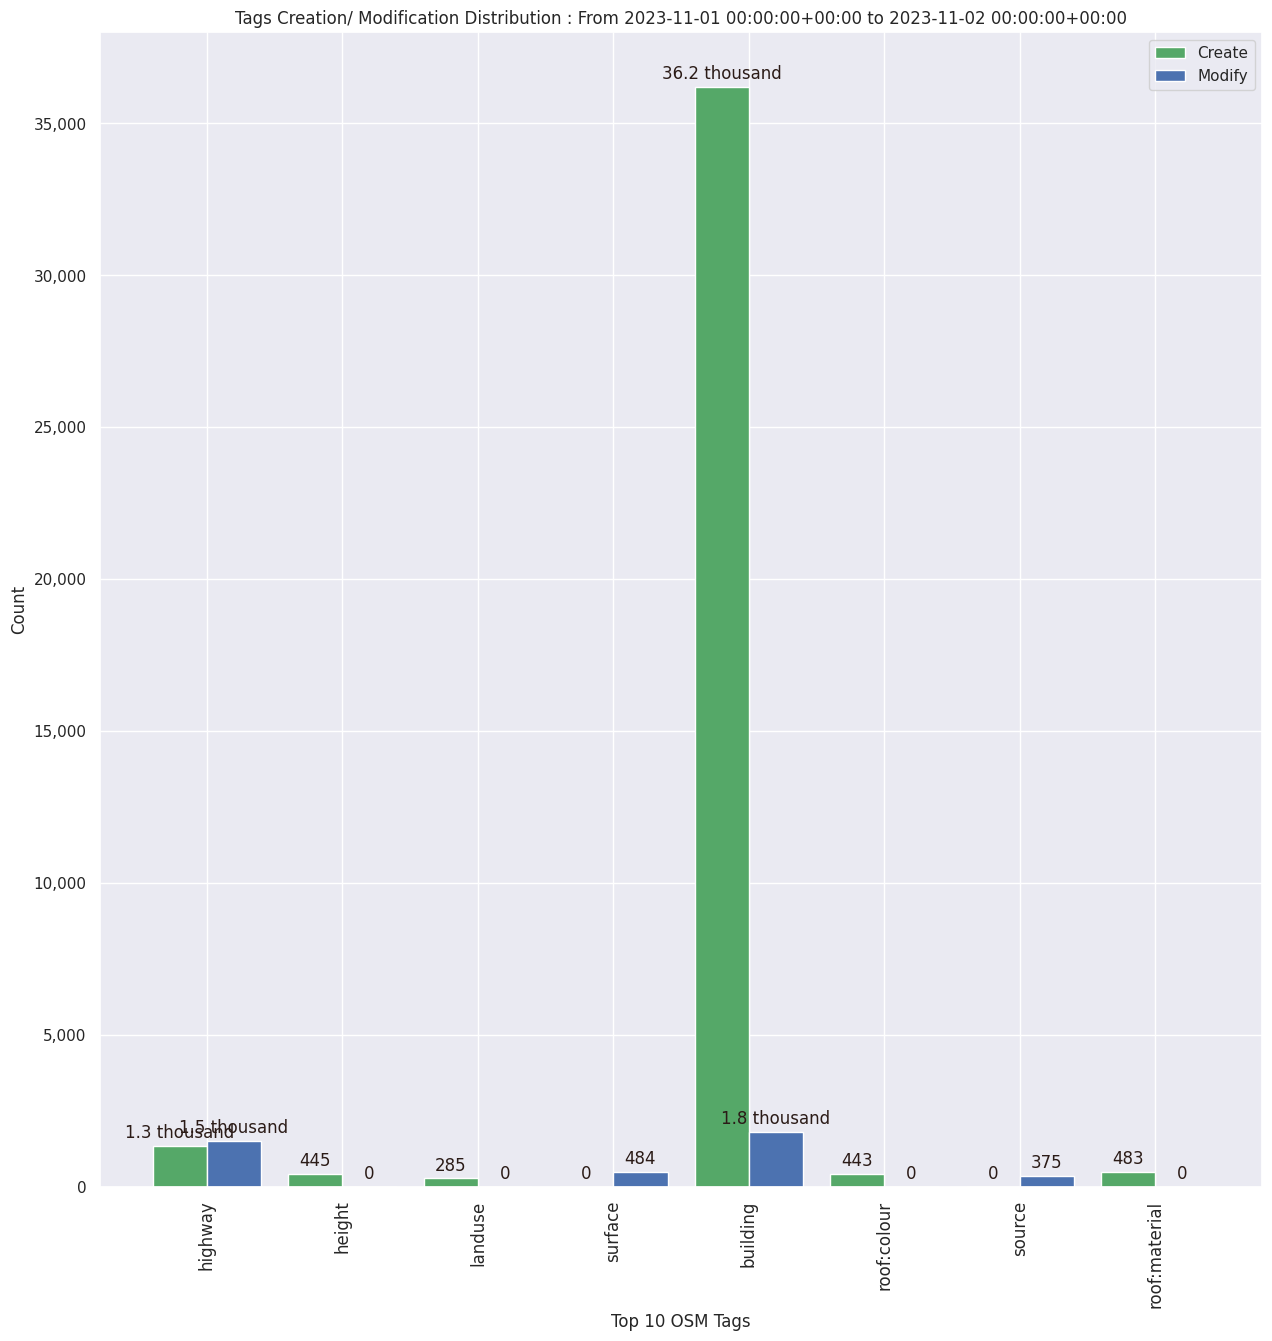 Tags Creation/ Modification Distribution : From 2023-11-01 00:00:00+00:00 to 2023-11-02 00:00:00+00:00
Create
Modify
36.2 thousand
35,000
30,000
25,000
20,000
15,000
10,000
5,000
0
Count
1.3 thousand
1.5 thousand
445
0
285
0
0
484
1.8 thousand
443
0
0
375
483
0
highway
height
landuse
surface
building
roof:colour
source
roof:material
Top 10 OSM Tags